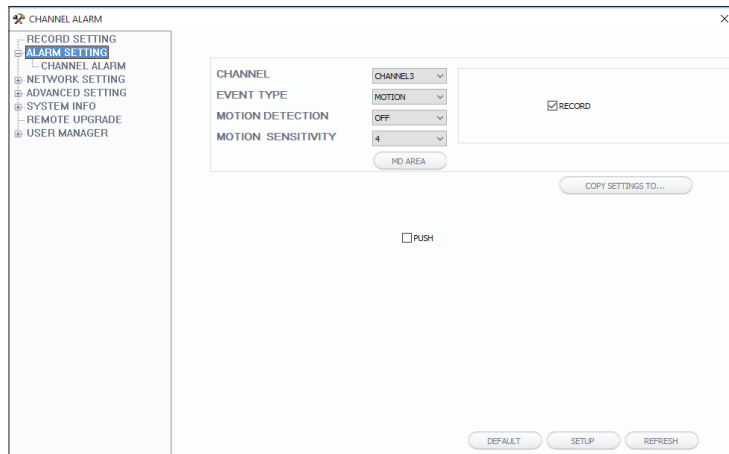 CHANNEL ALARM
RECORD SETTING
ALARM SETTING
CHANNEL ALARM
NETWORK SETTING
ADVANCED SETTING
SYSTEM INFO
REMOTE UPGRADE
USER MANAGER
CHANNEL CHANNEL3
EVENT TYPE MOTION
MOTION DETECTION OFF
MOTION SENSITIVITY 4
MD AREA
RECORD
COPY SETTINGS TO...
PUSH
DEFAULT SETUP REFRESH